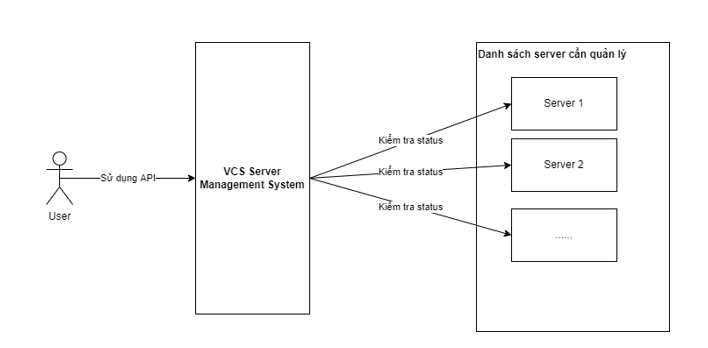 Danh sách server cần quản lý
Server 1
Kiểm tra status
VCS Server
Management System
Server 2
Kiểm tra status
Sử dụng API
User
Kiểm tra status
......